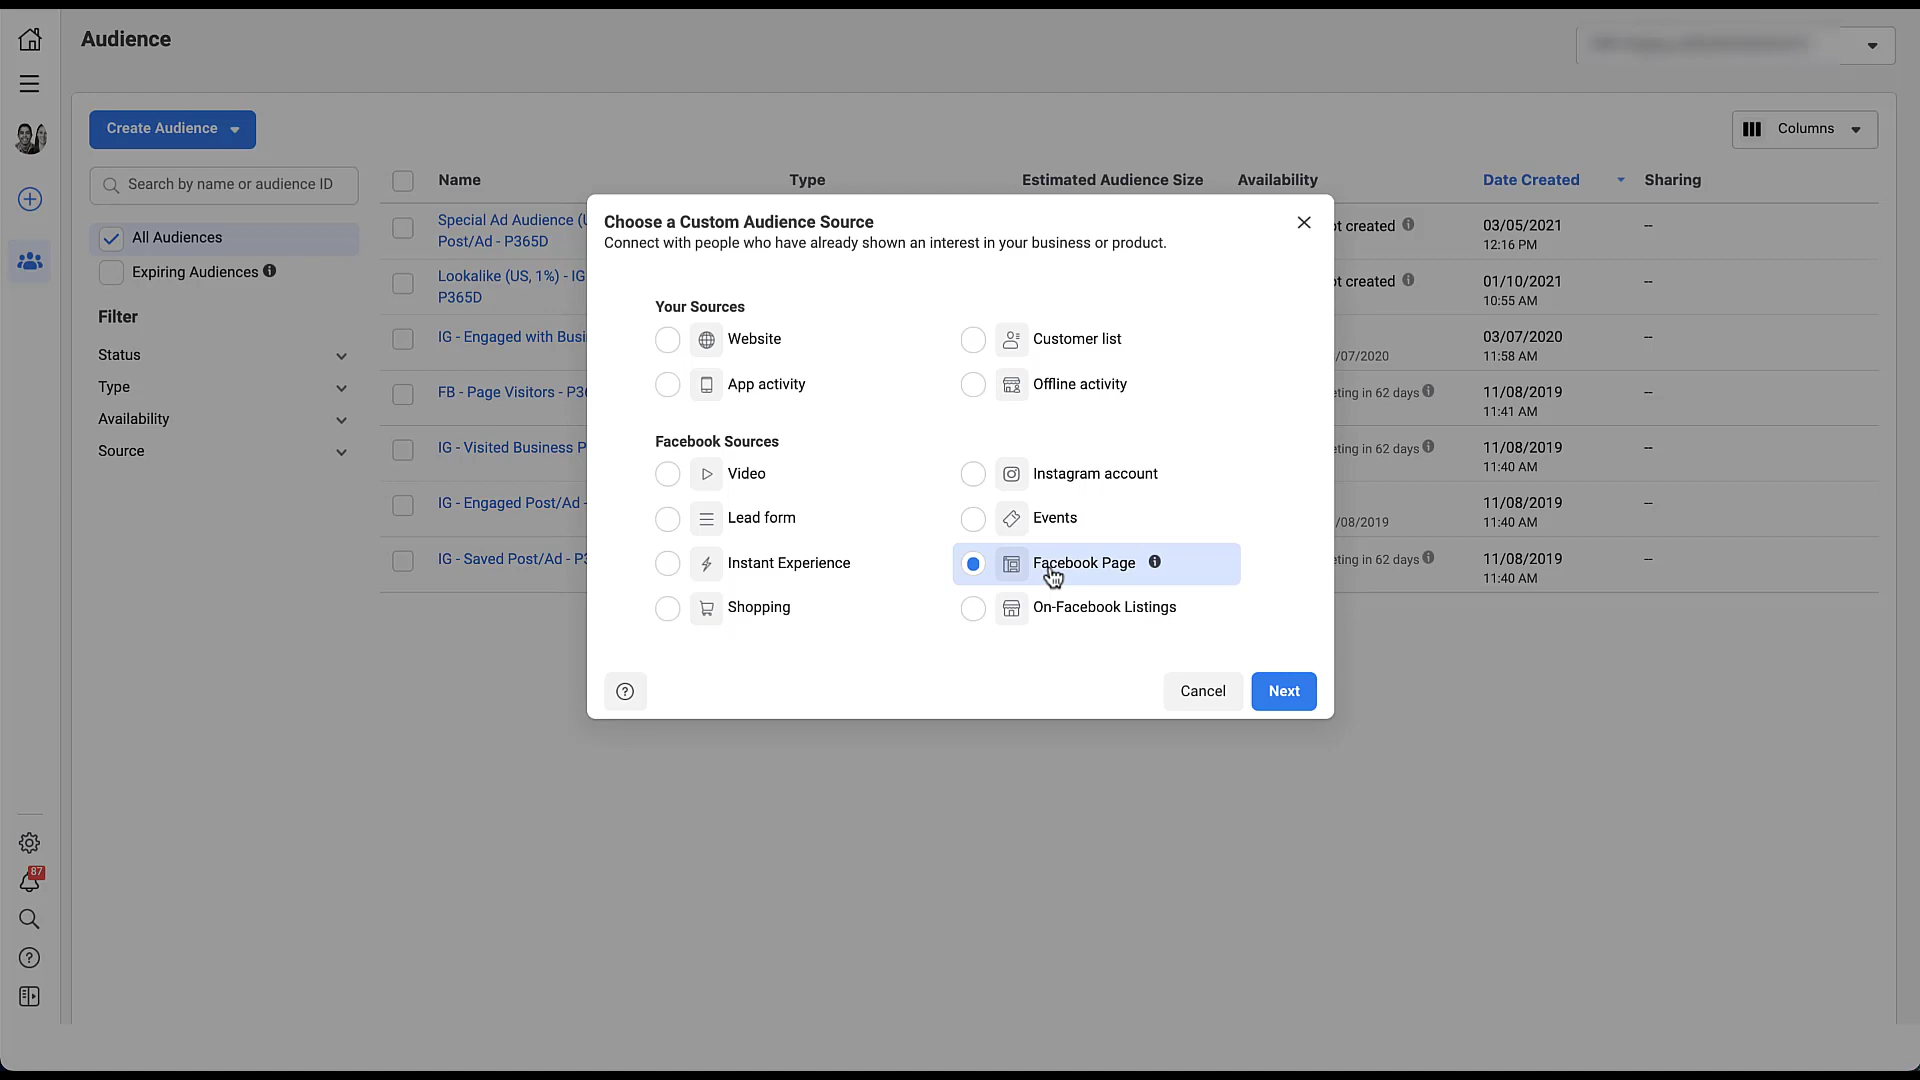 Audience
Create Audience
Columns
Search by name or audience ID
Name
Type
Estimated Audience Size
Availability
Date Created
Sharing
All Audiences
Expiring Audiences
Filter
Status
Type
Availability
Source
Special Ad Audience (
Post/Ad - P365D
t created
03/05/2021
12:16 PM
--
Lookalike (US, 1%) - IG
P365D
t created
01/10/2021
10:55 AM
--
IG - Engaged with Busi
/07/2020
03/07/2020
11:58 AM
--
FB - Page Visitors - P3
eting in 62 days
11/08/2019
11:41 AM
--
IG - Visited Business P
eting in 62 days
11/08/2019
11:40 AM
--
IG - Engaged Post/Ad -
/08/2019
11/08/2019
11:40 AM
--
IG - Saved Post/Ad - P3
eting in 62 days
11/08/2019
11:40 AM
--
Choose a Custom Audience Source
Connect with people who have already shown an interest in your business or product.
Your Sources
Website
Customer list
App activity
Offline activity
Facebook Sources
Video
Instagram account
Lead form
Events
Instant Experience
Facebook Page
Shopping
On-Facebook Listings
Cancel
Next
87